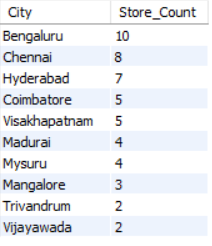 City Store_Count
Bengaluru 10
Chennai 8
Hyderabad 7
Coimbatore 5
Visakhapatnam 5
Madurai 4
Mysuru 4
Mangalore 3
Trivandrum 2
Vijayawada 2